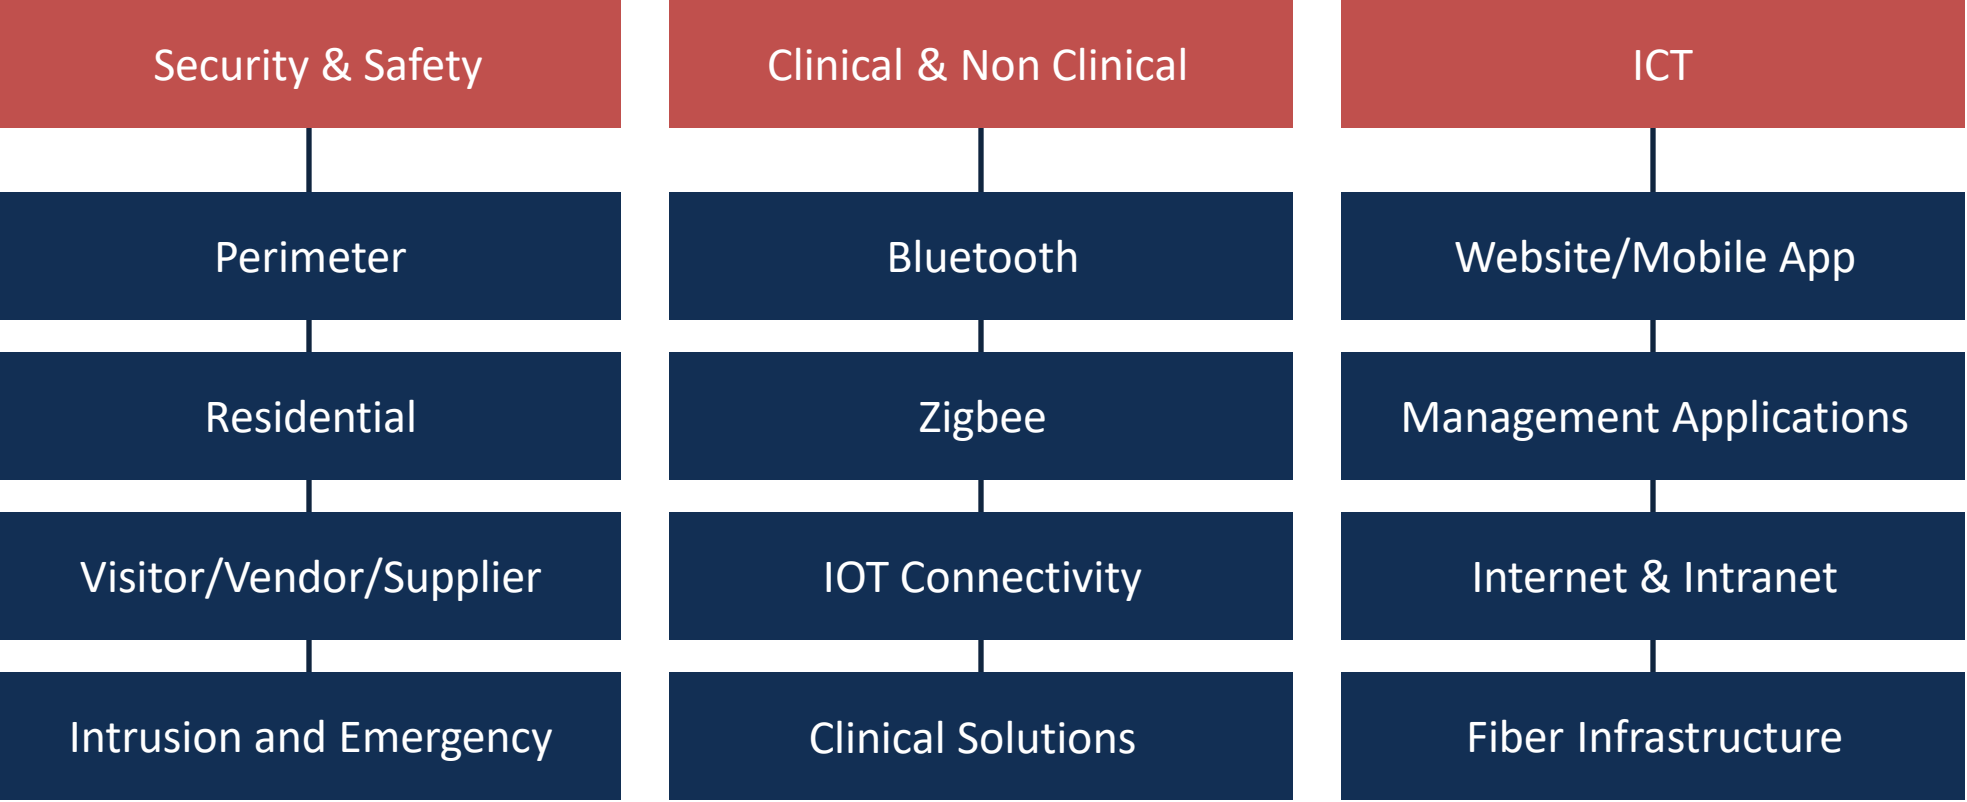 Security & Safety
Perimeter
Residential
Visitor/Vendor/Supplier
Intrusion and Emergency
Clinical & Non Clinical
Bluetooth
Zigbee
IOT Connectivity
Clinical Solutions
ICT
Website/Mobile App
Management Applications
Internet & Intranet
Fiber Infrastructure